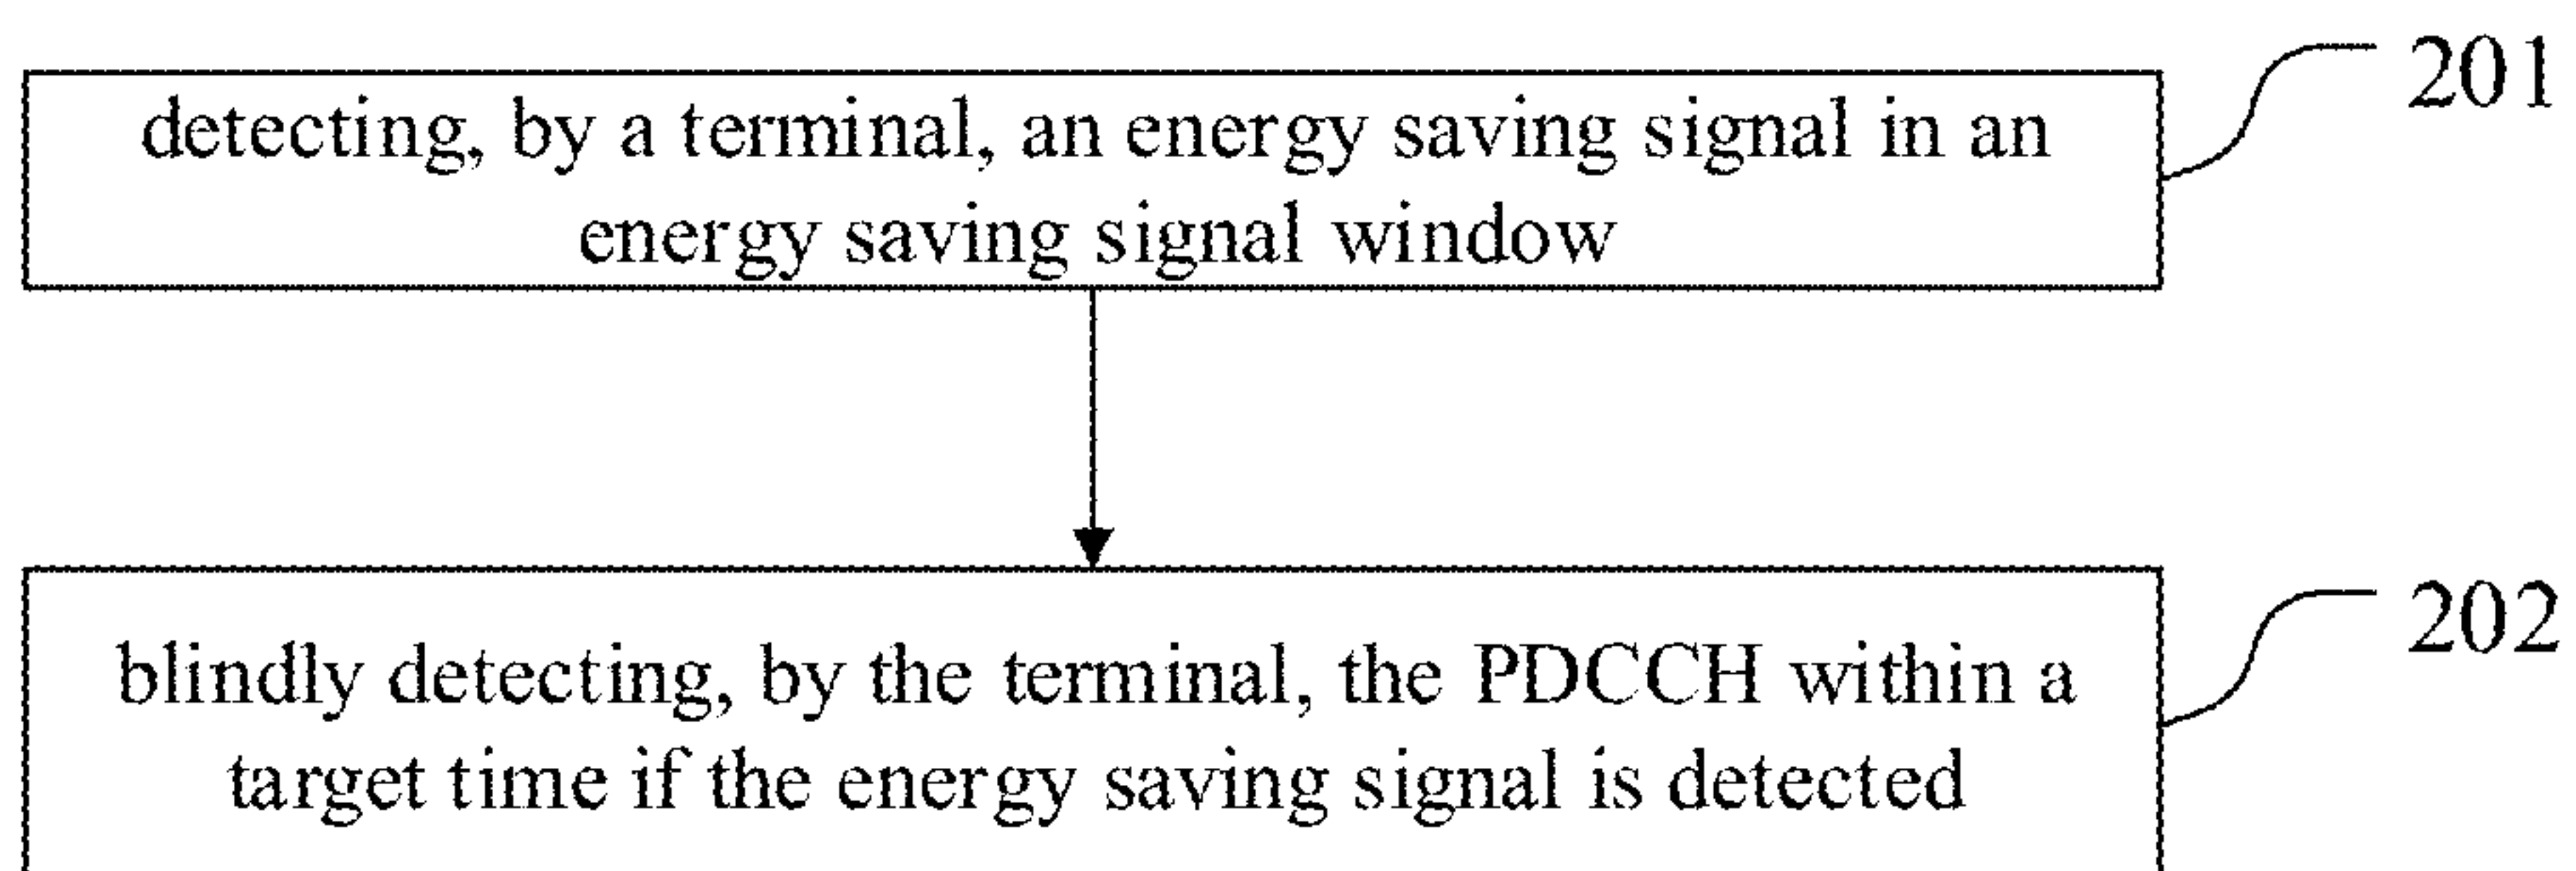 201
detecting, by a terminal, an energy saving signal in an
energy saving signal window
202
blindly detecting, by the terminal, the PDCCH within a
target time if the energy saving signal is detected